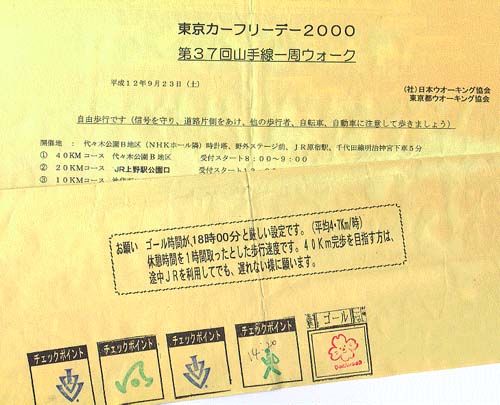 東京カーフリーデー2000
第37回山手線一周ウォーク
平成12年9月23日(土)
(社)日本ウオーキング協会
東京都ウオーキング協会
自由歩行です(信号を守り、道路片側をあけ、他の歩行者、自転車、自動車に注意して歩きましょう)
開催地 : 代々木公園B地区(NHKホール隣)時計塔、野外ステージ前、JR原宿駅、千代田線明治神宮下車5分
① 40KMコース 代々木公園B地区 受付スタート8:00~9:00
② 20KMコース JR上野駅公園口 受付スタート
③ 10KMコース
お願い ゴール時間が18時00分と厳しい設定です。(平均4・7Km/時)
休憩時間を1時間取ったとした歩行速度です。40Km完歩を目指す方は、
途中JRを利用してでも、遅れない様に願います。
チェックポイント チェックポイント チェックポイント チェックポイント ゴール